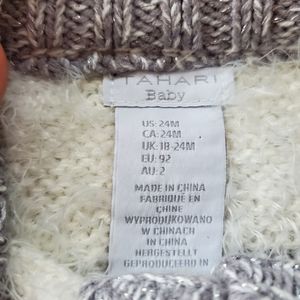 TAHARI
Baby
US: 24M
CA: 24M
UK: 18-24M
EU: 92
AU: 2
MADE IN CHINA
FABRIQUÉ EN
CHINE
WYPRODUKOWANO
W CHINACH
IN CHINA
HERGESTELLT
GEPRODUCEERD IN